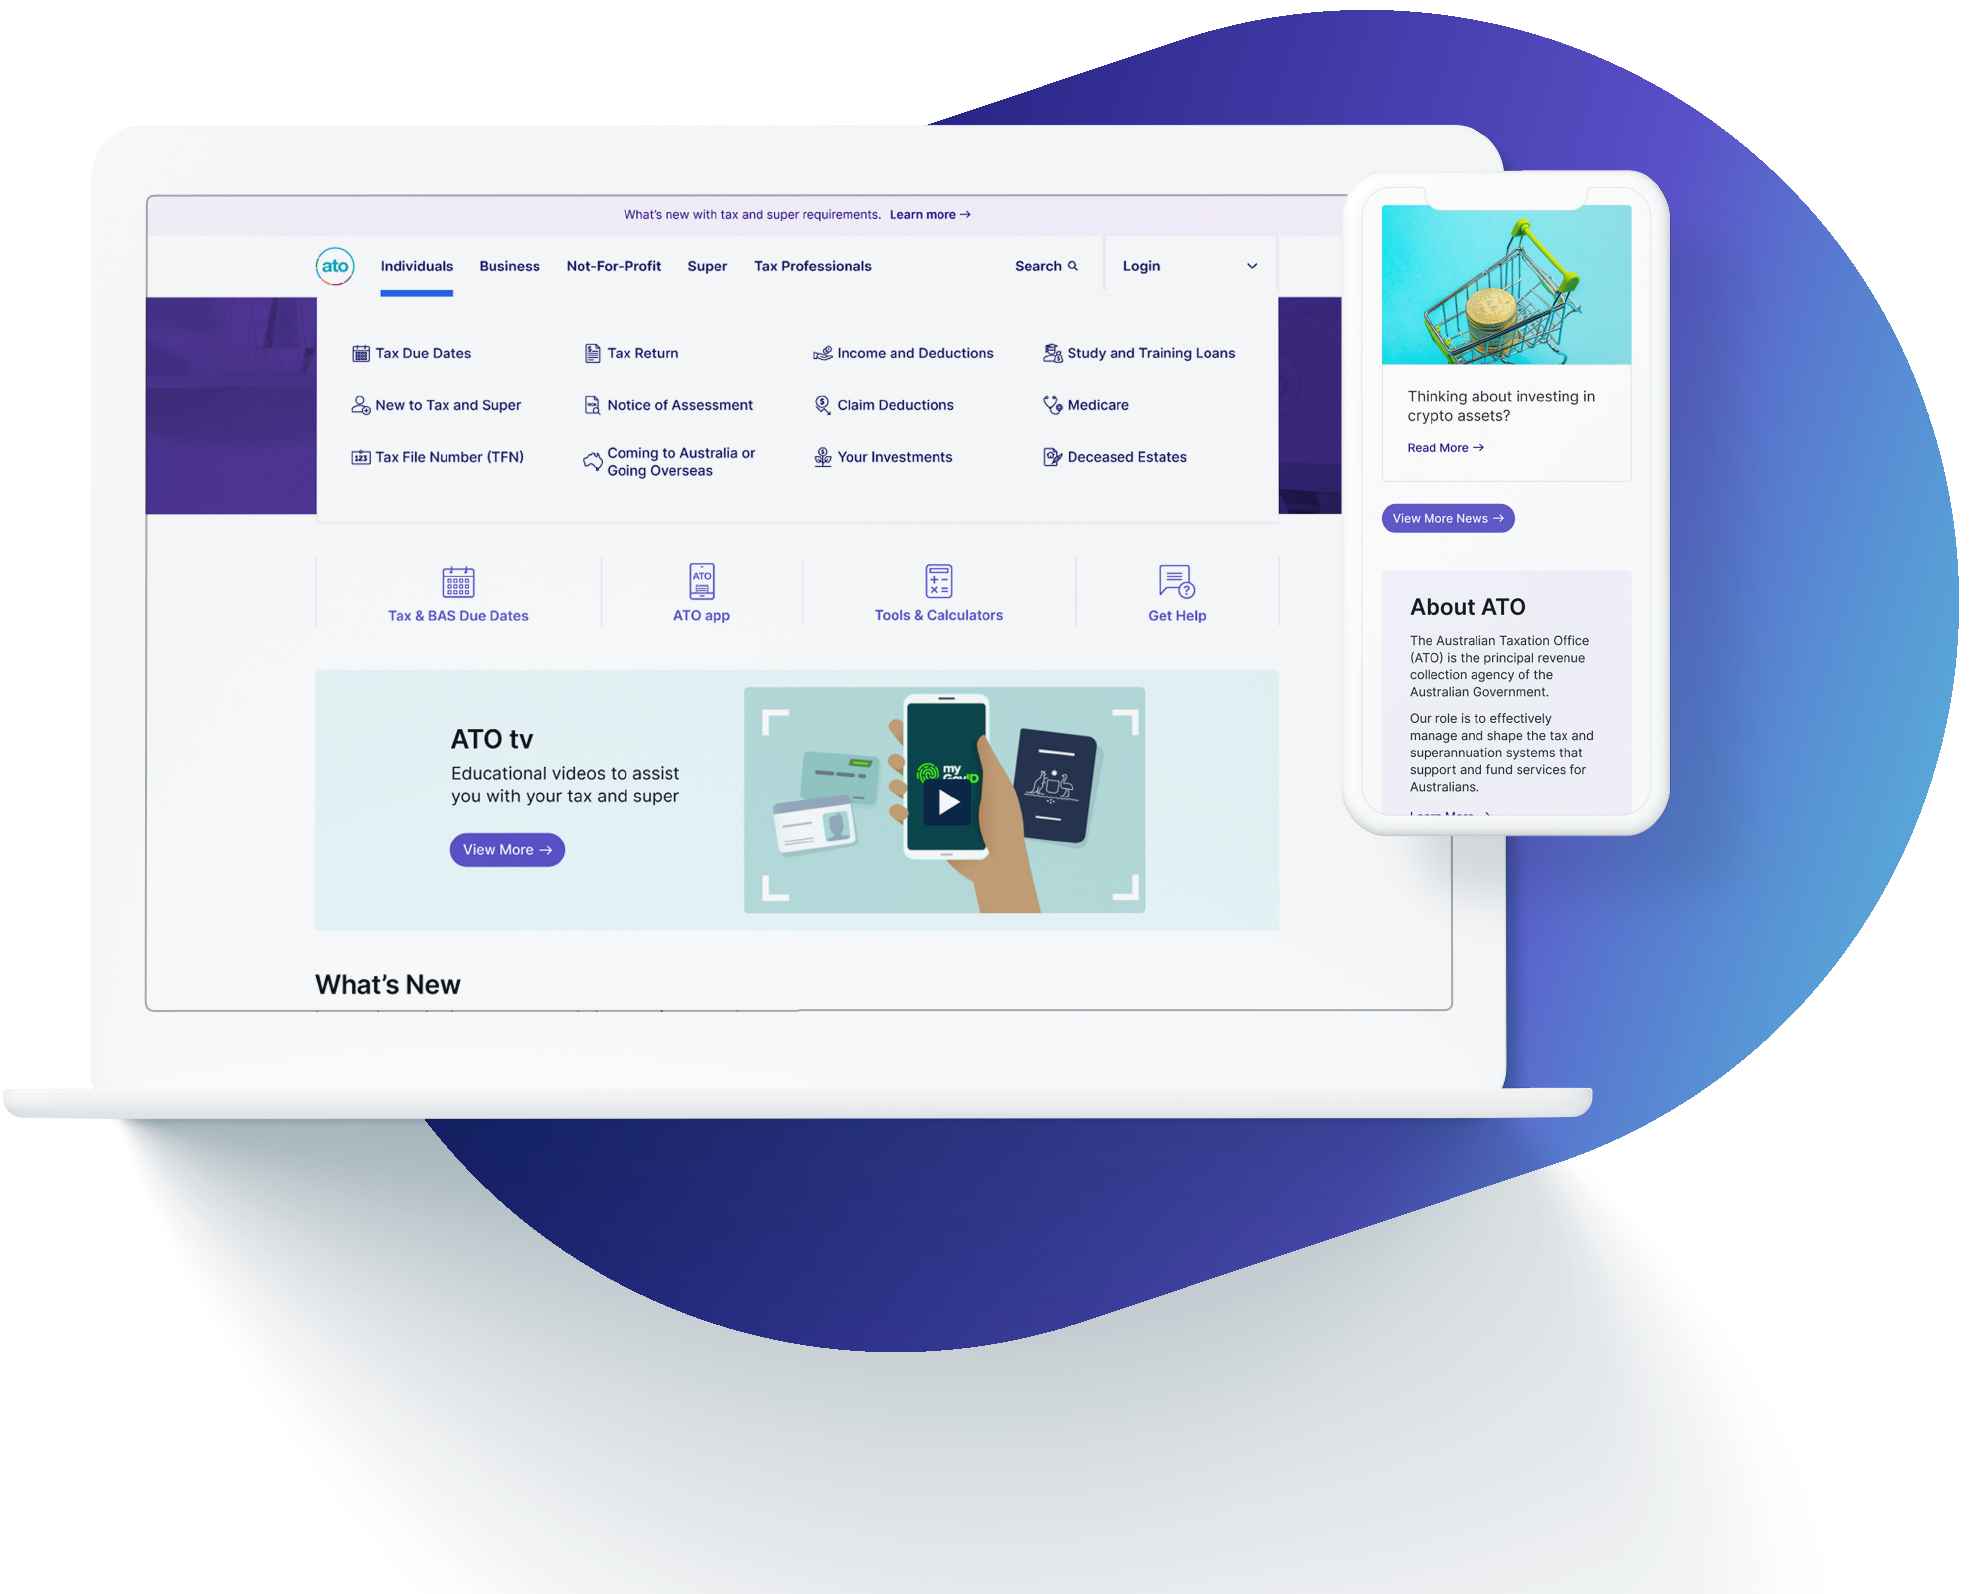 What's new with tax and super requirements. Learn more →
ato Individuals Business Not-For-Profit Super Tax Professionals Search Login
Tax Due Dates
Tax Return
Income and Deductions
Study and Training Loans
New to Tax and Super
Notice of Assessment
Claim Deductions
Medicare
123 Tax File Number (TFN)
Coming to Australia or
Going Overseas
Your Investments
Deceased Estates
Tax & BAS Due Dates
ATO
ATO app
Tools & Calculators
Get Help
ATO tv
Educational videos to assist
you with your tax and super
View More →
my
GovID
What's New
Thinking about investing in
crypto assets?
Read More →
View More News →
About ATO
The Australian Taxation Office
(ATO) is the principal revenue
collection agency of the
Australian Government.
Our role is to effectively
manage and shape the tax and
superannuation systems that
support and fund services for
Australians.
Learn More →